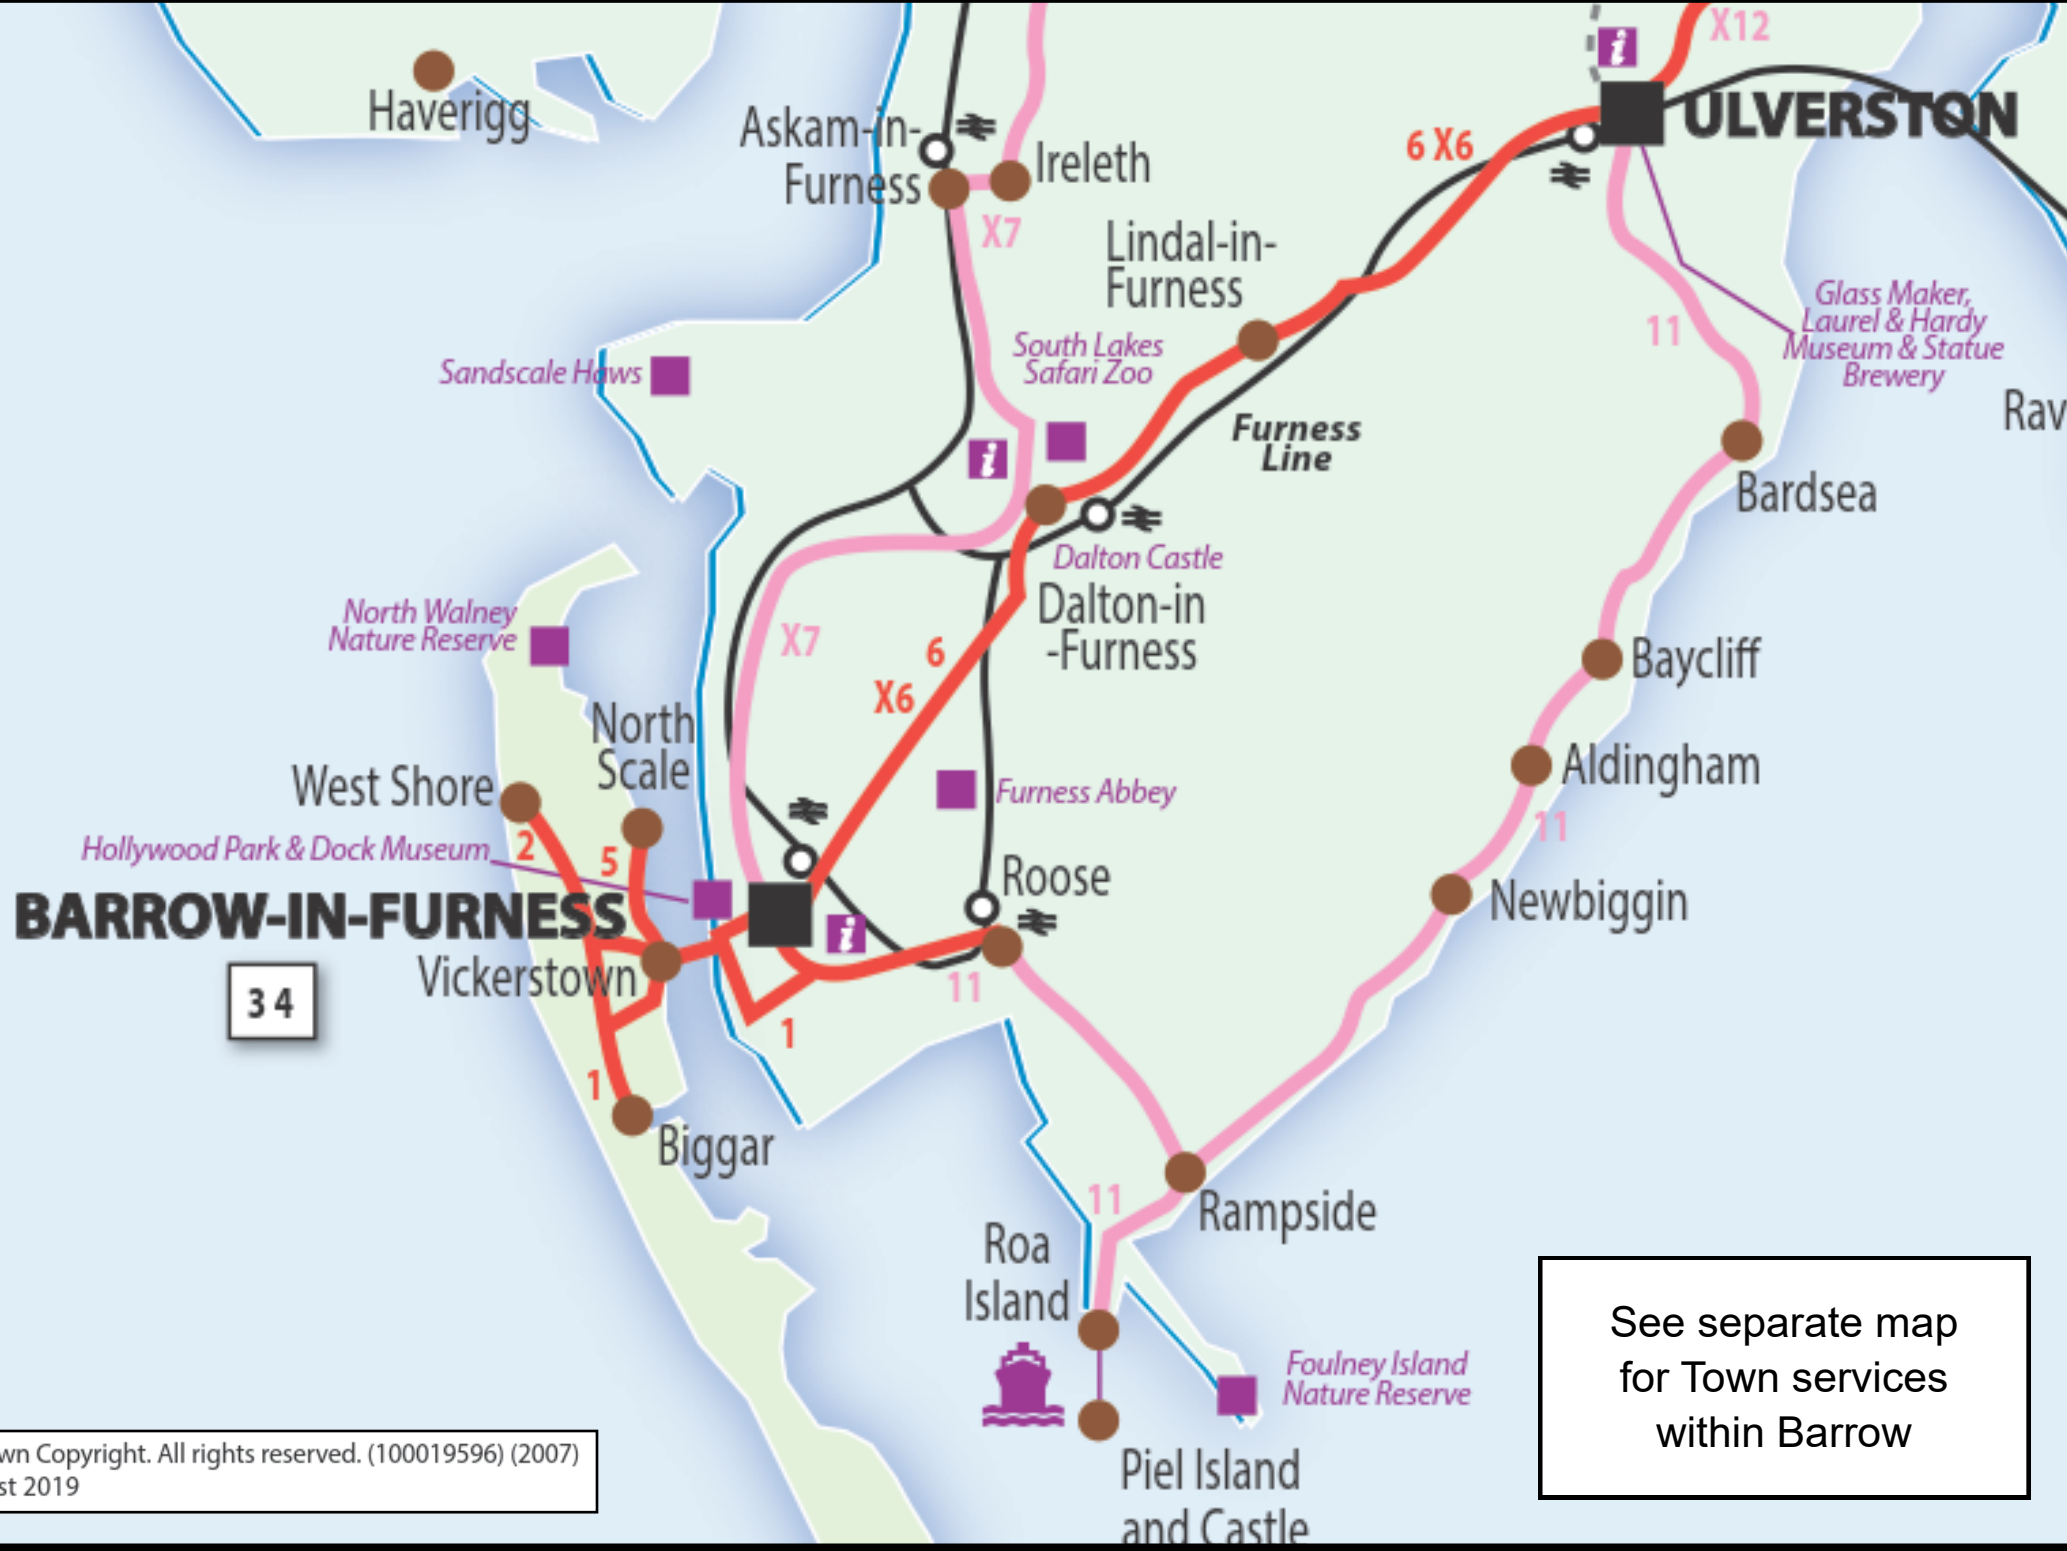 X12
Haverigg
ULVERSTON
Askam-in-
Furness
Ireleth
6 X6
X7
Lindal-in-
Furness
Glass Maker,
Laurel & Hardy
Museum & Statue
Brewery
11
South Lakes
Safari Zoo
Sandscale Haws
Rav
Furness
Line
Bardsea
Dalton Castle
Dalton-in
-Furness
North Walney
Nature Reserve
X7
6
X6
Baycliff
North
Scale
West Shore
Aldingham
Furness Abbey
11
2
5
Hollywood Park & Dock Museum
Roose
Newbiggin
BARROW-IN-FURNESS
Vickerstown
11
3 4
1
1
Biggar
11
Rampside
Roa
Island
See separate map
for Town services
within Barrow
Foulney Island
Nature Reserve
wn Copyright. All rights reserved. (100019596) (2007)
st 2019
Piel Island
and Castle